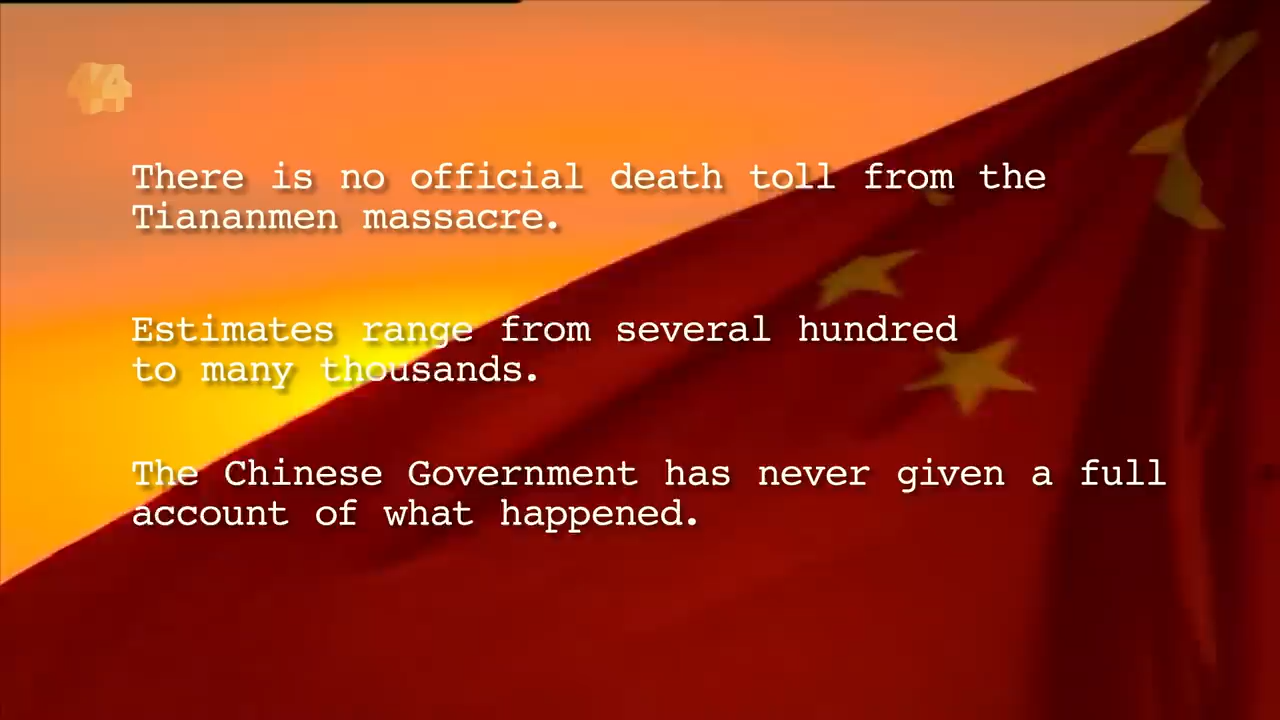 44
There is no official death toll from the
Tiananmen massacre.
Estimates range from several hundred
to many thousands.
The Chinese Government has never given a full
account of what happened.